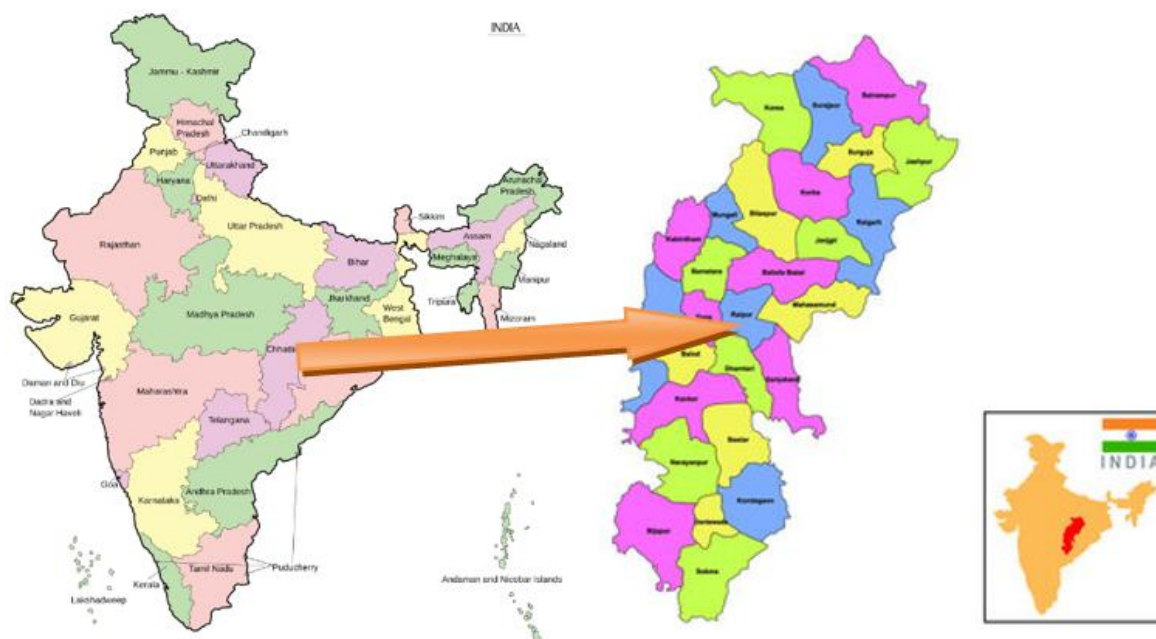 INDIA
Jammu - Kashmir
Himachal
Pradesh
Chandigarh
Punjab
Uttarakhand
Haryana
Delhi
Arunachal
Pradesh
Sikkim
Rajasthan
Uttar Pradesh
Assam
Nagaland
Bihar
Meghalaya
Manipur
Jharkhand
Tripura
West
Bengal
Mizoram
Gujarat
Madhya Pradesh
Chhatt
Daman and Diu
Dadra and
Nagar Haveli
Maharashtra
Telangana
Goa
Andhra Pradesh
Karnataka
Puducherry
Tamil Nadu
Kerala
Lakshadweep
Andaman and Nicobar Islands
Korea
Surajpur
Balrampur
Surguja
Jashpur
Korba
Bilaspur
Mungeli
Raigarh
Kabirdham
Janjgir
Bemetara
Baloda Bazar
Mahasamund
Raipur
Balod
Dhamtari
Gariyaband
Kanker
Bastar
Narayanpur
Kondagaon
Dantewada
Bijapur
Sukma
INDIA